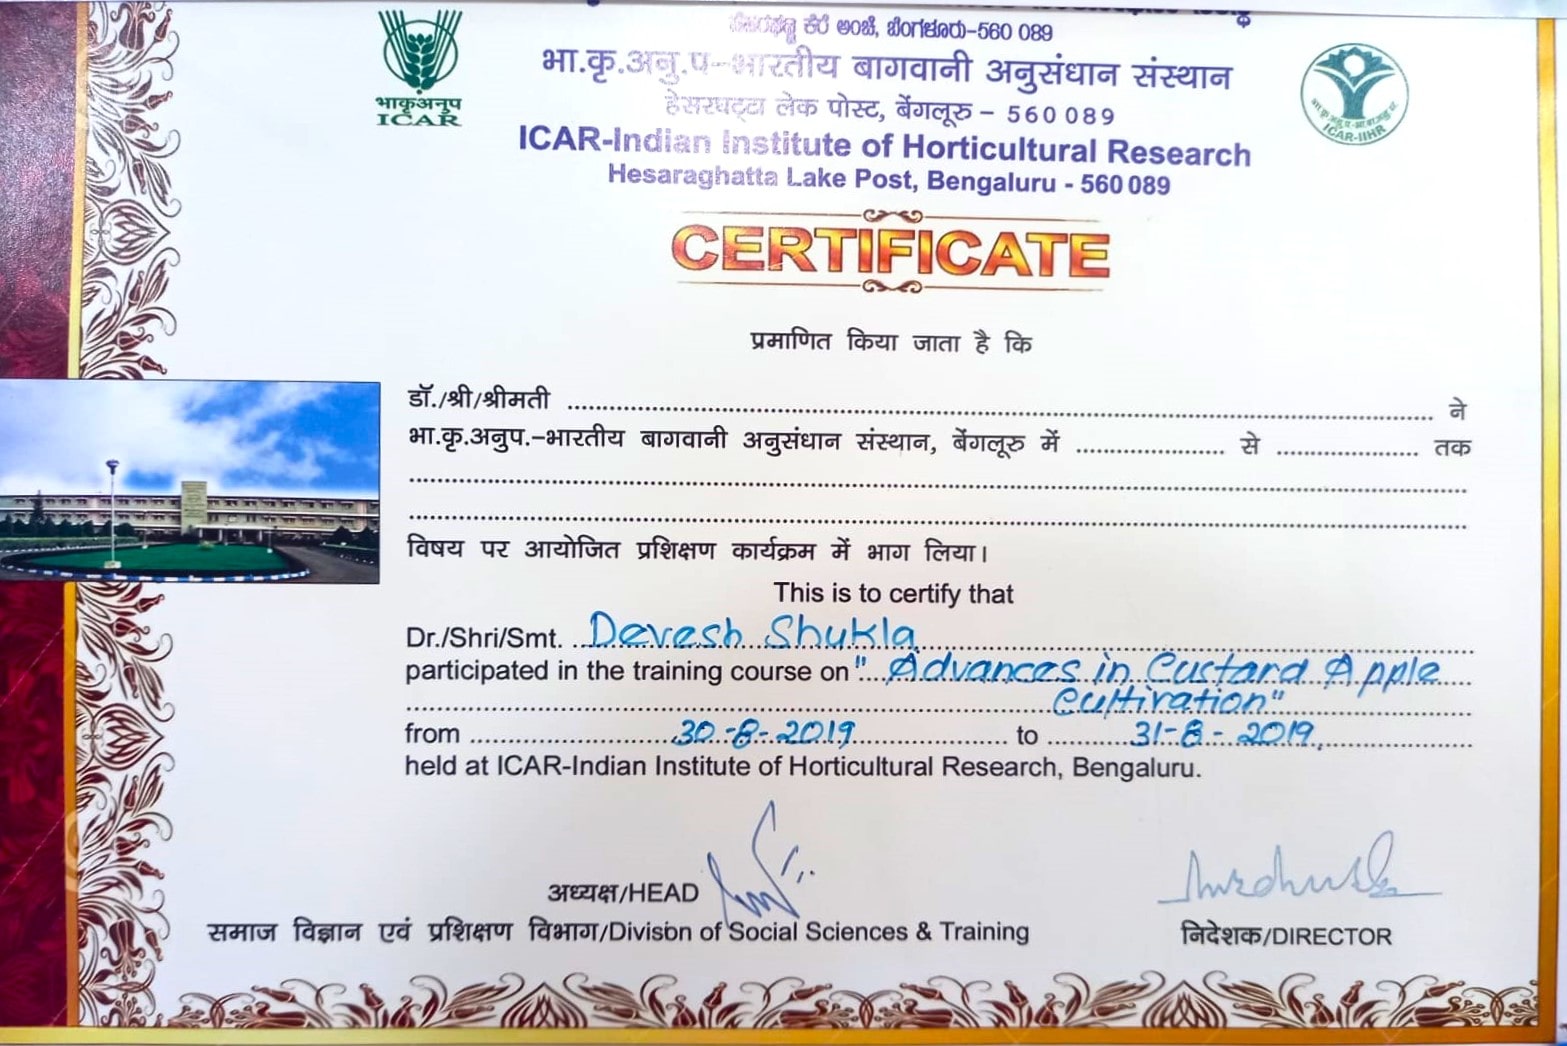 ಕೆರೆ ಅಂಚೆ, ಬೆಂಗಳೂರು-560 089
भा.कृ.अनु.प-भारतीय बागवानी अनुसंधान संस्थान
हेसरघट्टा लेक पोस्ट, बेंगलूरु - 560 089
ICAR-Indian Institute of Horticultural Research
Hesaraghatta Lake Post, Bengaluru - 560 089
भाकृअनुप
ICAR
ICAR-IIHR
CERTIFICATE
प्रमाणित किया जाता है कि
डॉ./श्री/श्रीमती ........................ ने
भा.कृ.अनुप.-भारतीय बागवानी अनुसंधान संस्थान, बेंगलूरु में ..................... से .................... तक
विषय पर आयोजित प्रशिक्षण कार्यक्रम में भाग लिया।
This is to certify that
Dr./Shri/Smt. Devesh Shukla
participated in the training course on "Advances in Custard Apple
Cultivation"
from 30-8-2019 to 31-8-2019
held at ICAR-Indian Institute of Horticultural Research, Bengaluru.
अध्यक्ष/HEAD
समाज विज्ञान एवं प्रशिक्षण विभाग/Division of Social Sciences & Training
निदेशक/DIRECTOR